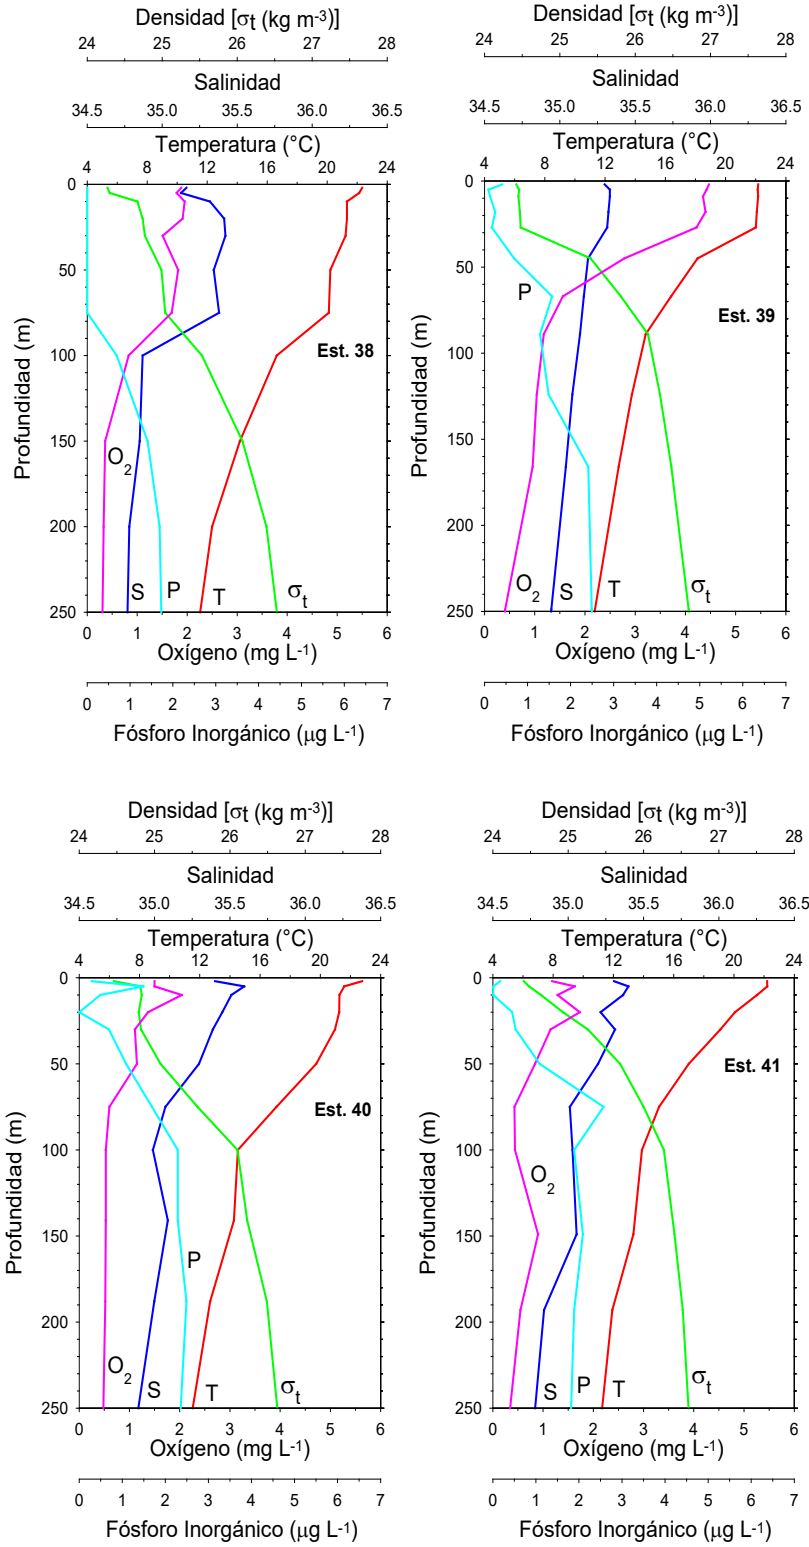 Densidad [σt (kg m-3)]
24 25 26 27 28
Salinidad
34.5 35.0 35.5 36.0 36.5
Temperatura (°C)
4 8 12 16 20 24
0
50
100
150
200
250
Profundidad (m)
Est. 38
O2
S
P
T
σt
0 1 2 3 4 5 6
Oxígeno (mg L-1)
0 1 2 3 4 5 6 7
Fósforo Inorgánico (µg L-1)
Densidad [σt (kg m-3)]
24 25 26 27 28
Salinidad
34.5 35.1 35.4 35.9 36.5
Temperatura (°C)
4 8 12 16 20 24
0
50
100
150
200
250
Profundidad (m)
P
Est. 39
O2
S
T
σt
0 1 2 3 4 5 6
Oxígeno (mg L-1)
0 1 2 3 4 5 6 7
Fósforo Inorgánico (µg L-1)
Densidad [σt (kg m-3)]
24 25 26 27 28
Salinidad
34.5 35.1 35.6 36.2 36.7
Temperatura (°C)
4 8 12 16 20 24
0
50
100
150
200
250
Profundidad (m)
Est. 40
P
O2
S
T
σt
0 1 2 3 4 5 6
Oxígeno (mg L-1)
0 1 2 3 4 5 6 7
Fósforo Inorgánico (µg L-1)
Densidad [σt (kg m-3)]
24 25 26 27 28
Salinidad
34.5 35.0 35.5 36.0 36.5
Temperatura (°C)
4 8 12 16 20 24
0
50
100
150
200
250
Profundidad (m)
Est. 41
O2
S
P
T
σt
0 1 2 3 4 5 6
Oxígeno (mg L-1)
0 1 2 3 4 5 6 7
Fósforo Inorgánico (µg L-1)